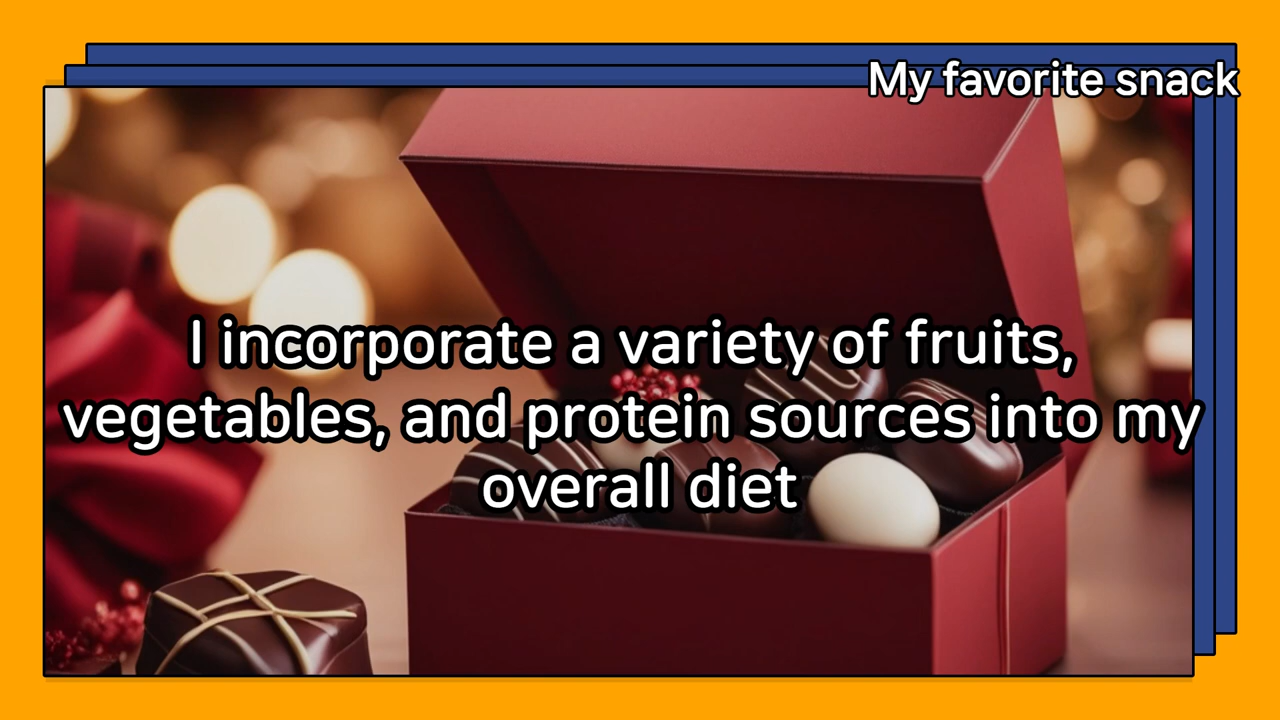 My favorite snack
I incorporate a variety of fruits,
vegetables, and protein sources into my
overall diet